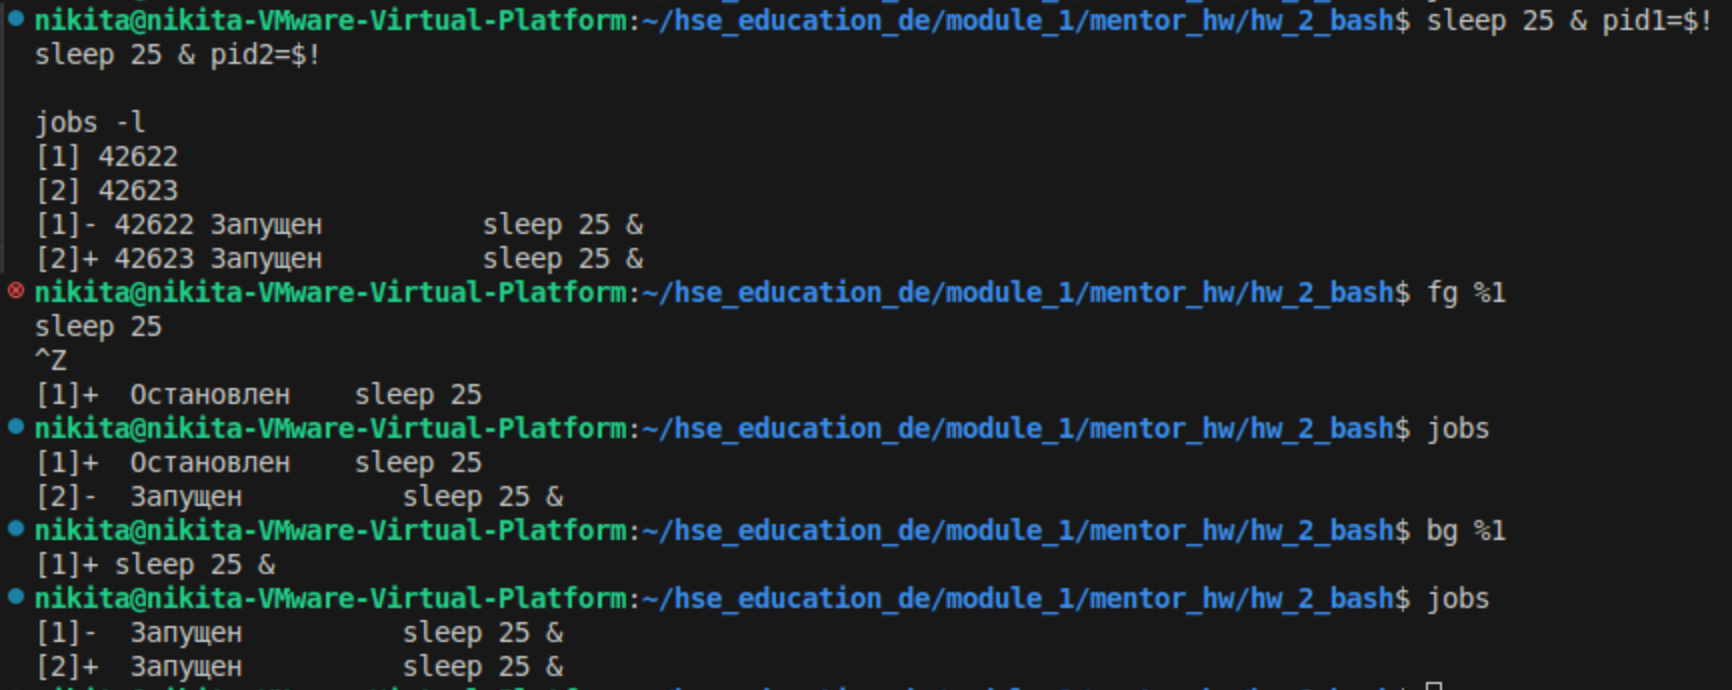 nikita@nikita-VMware-Virtual-Platform:~/hse_education_de/module_1/mentor_hw/hw_2_bash$ sleep 25 & pid1=$!
sleep 25 & pid2=$!
jobs -l
[1] 42622
[2] 42623
[1]- 42622 Запущен          sleep 25 &
[2]+ 42623 Запущен          sleep 25 &
nikita@nikita-VMware-Virtual-Platform:~/hse_education_de/module_1/mentor_hw/hw_2_bash$ fg %1
sleep 25
^Z
[1]+  Остановлен    sleep 25
nikita@nikita-VMware-Virtual-Platform:~/hse_education_de/module_1/mentor_hw/hw_2_bash$ jobs
[1]+  Остановлен    sleep 25
[2]-  Запущен          sleep 25 &
nikita@nikita-VMware-Virtual-Platform:~/hse_education_de/module_1/mentor_hw/hw_2_bash$ bg %1
[1]+ sleep 25 &
nikita@nikita-VMware-Virtual-Platform:~/hse_education_de/module_1/mentor_hw/hw_2_bash$ jobs
[1]-  Запущен          sleep 25 &
[2]+  Запущен          sleep 25 &